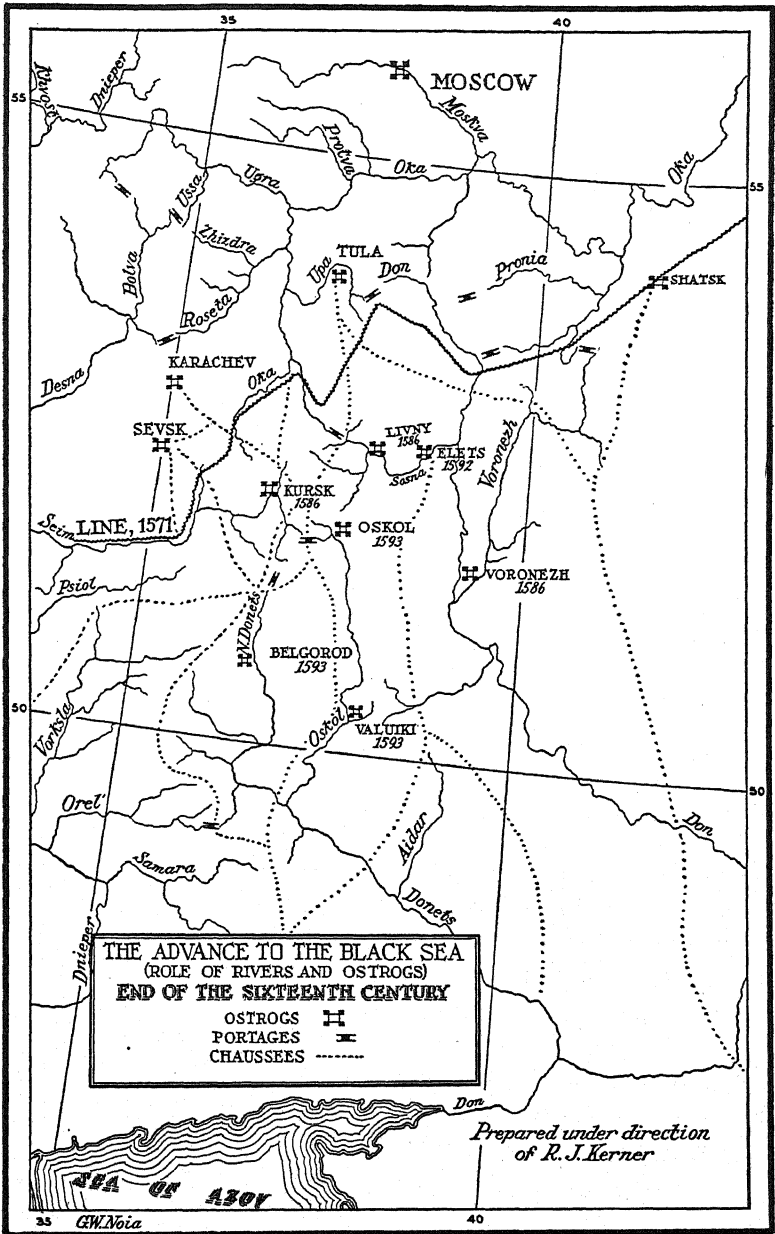 35
40
55
Khvost
Dnieper
MOSCOW
Moskva
Protva
Oka
Oka
55
Ussa
Ugra
Zhizdra
Bolva
Roseta
Upa
TULA
Don
Pronia
SHATSK
Desna
KARACHEV
Oka
SEVSK
LIVNY
1586
ELETS
1592
Sosna
Voronezh
KURSK
1586
Seim
LINE, 1571
OSKOL
1593
VORONEZH
1586
Psiol
N. Donets
BELGOROD
1593
50
Vorksla
Oskol
VALUIKI
1593
50
Orel'
Don
Aidar
Samara
Donets
Dnieper
THE ADVANCE TO THE BLACK SEA
(ROLE OF RIVERS AND OSTROGS)
END OF THE SIXTEENTH CENTURY
OSTROGS
PORTAGES
CHAUSSEES
Don
Prepared under direction
of R. J. Kerner
SEA OF AZOV
35
G.W. Noia
40